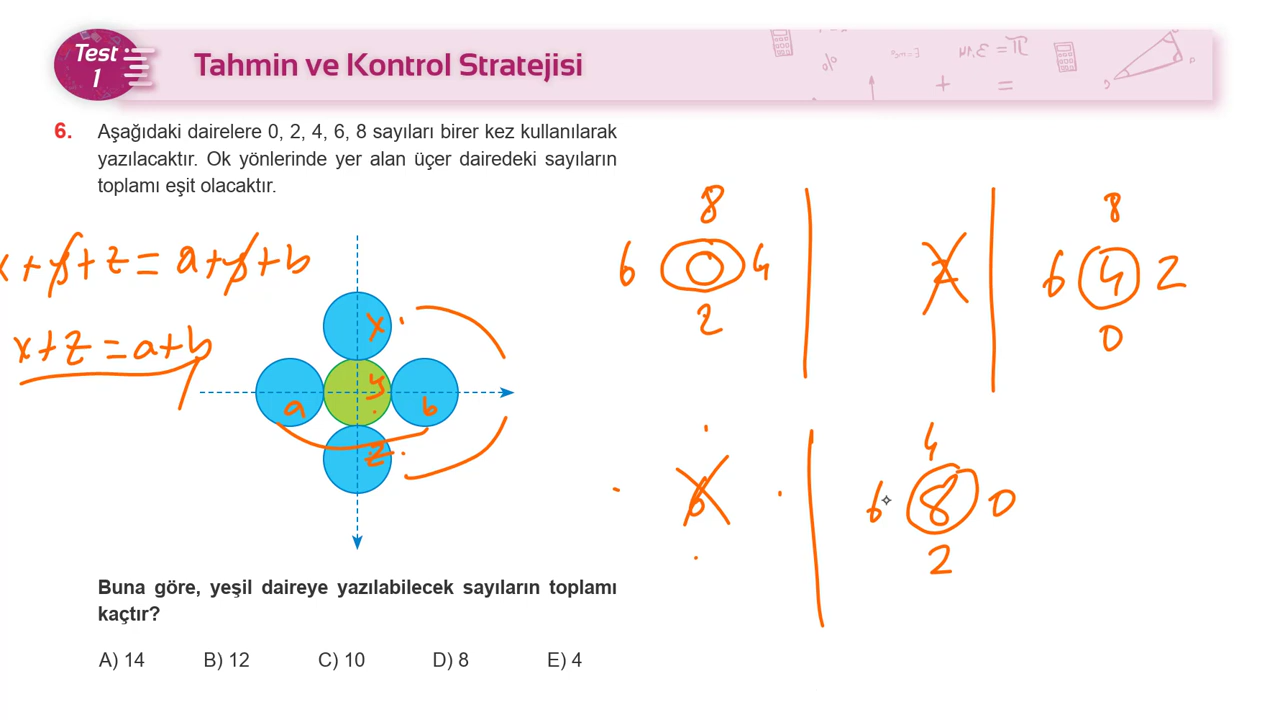 Test
1
Tahmin ve Kontrol Stratejisi
% μ,ε = π
+ =
6. Aşağıdaki dairelere 0, 2, 4, 6, 8 sayıları birer kez kullanılarak
yazılacaktır. Ok yönlerinde yer alan üçer dairedeki sayıların
toplamı eşit olacaktır.
x+y+z=a+y+b
x+z=a+b
x
a y b
z
8
6 0 4
2
2
8
6 4 2
0
6
4
6 8 0
2
Buna göre, yeşil daireye yazılabilecek sayıların toplamı
kaçtır?
A) 14 B) 12 C) 10 D) 8 E) 4